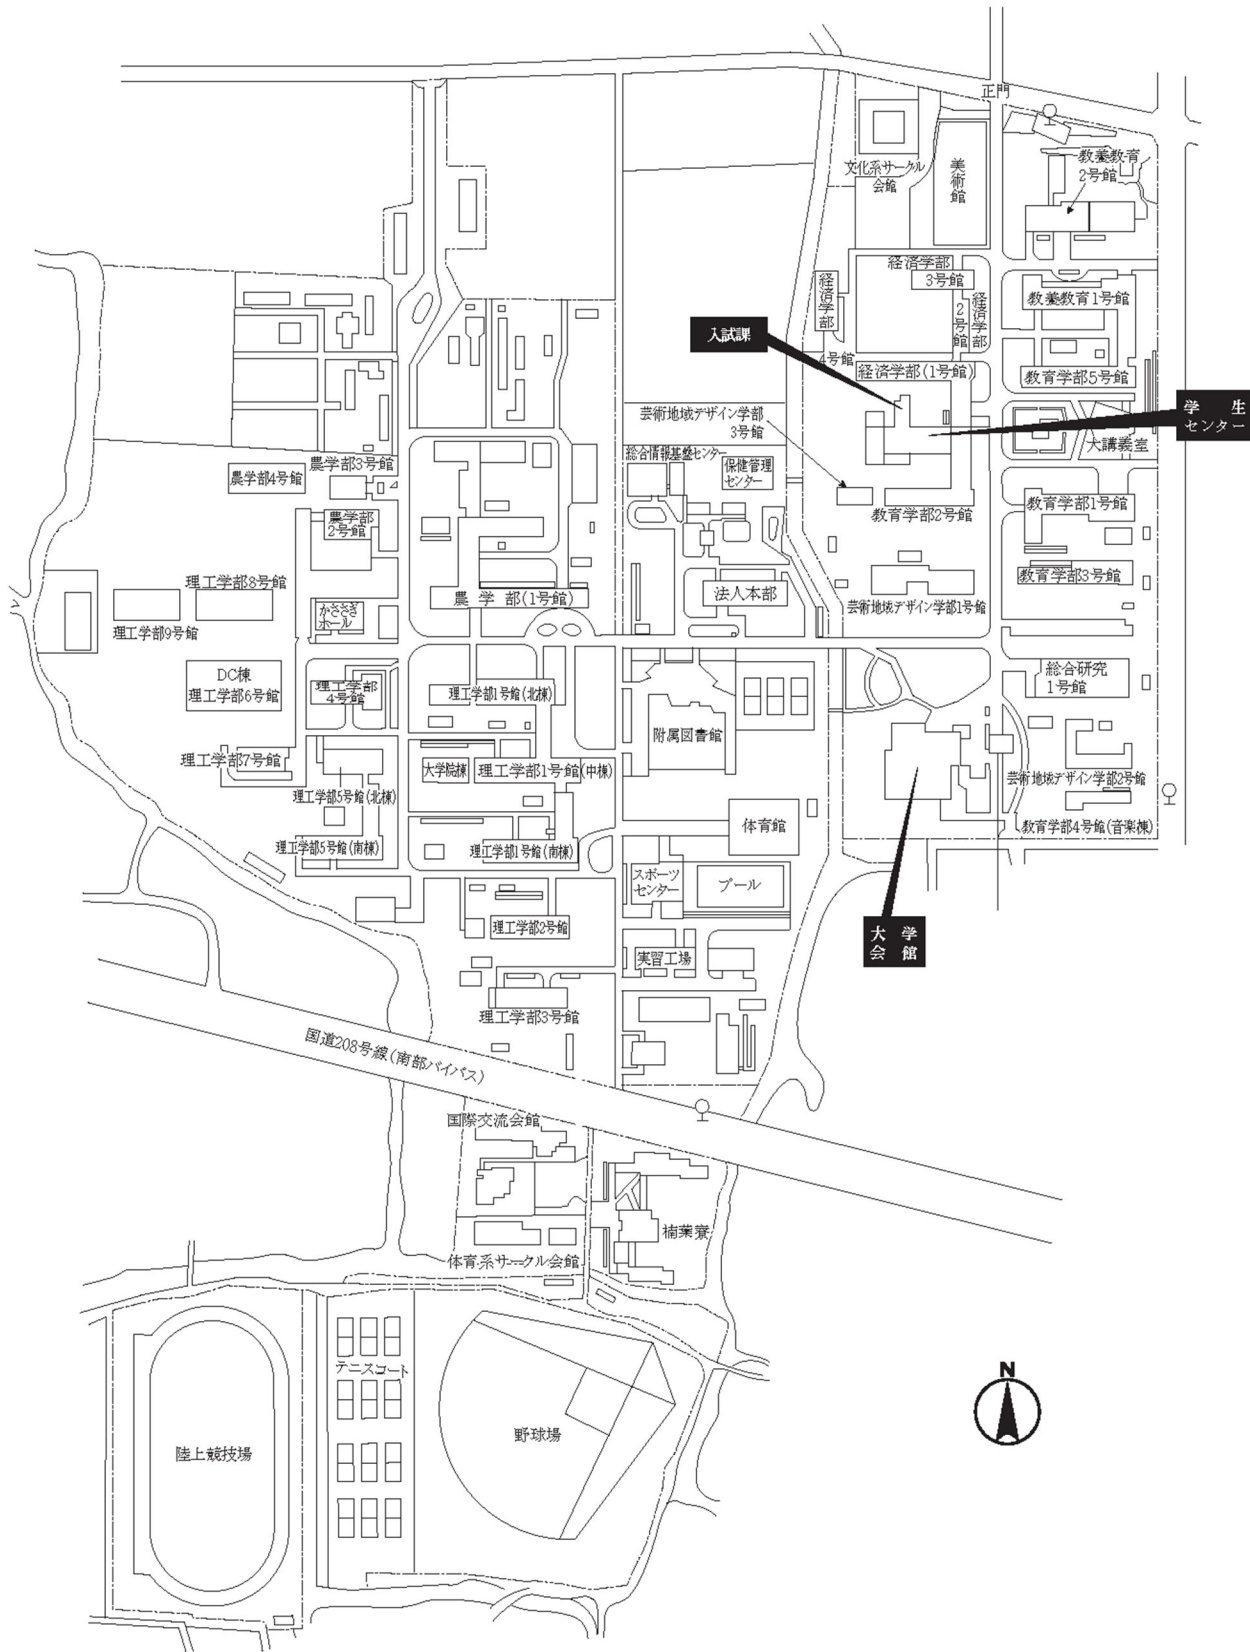 正門
教養教育
2号館
文化系サークル
会館
美術館
経済学部
3号館
経済学部
4号館
経済学部
2号館
教養教育1号館
入試課
経済学部(1号館)
教育学部5号館
学生
センター
大講義室
芸術地域デザイン学部
3号館
総合情報基盤センター
保健管理
センター
農学部3号館
農学部4号館
教育学部1号館
教育学部2号館
農学部
2号館
理工学部8号館
教育学部3号館
農学部(1号館)
法人本部
芸術地域デザイン学部1号館
かささぎ
ホール
理工学部9号館
DC棟
理工学部6号館
理工学部
4号館
理工学部1号館(北棟)
総合研究
1号館
附属図書館
理工学部7号館
大学院棟
理工学部1号館(中棟)
芸術地域デザイン学部2号館
理工学部5号館(北棟)
体育館
教育学部4号館(音楽棟)
理工学部5号館(南棟)
理工学部1号館(南棟)
スポーツ
センター
プール
理工学部2号館
大学
会館
実習工場
理工学部3号館
国道208号線(南部バイパス)
国際交流会館
楠葉寮
体育系サークル会館
テニスコート
野球場
陸上競技場
N